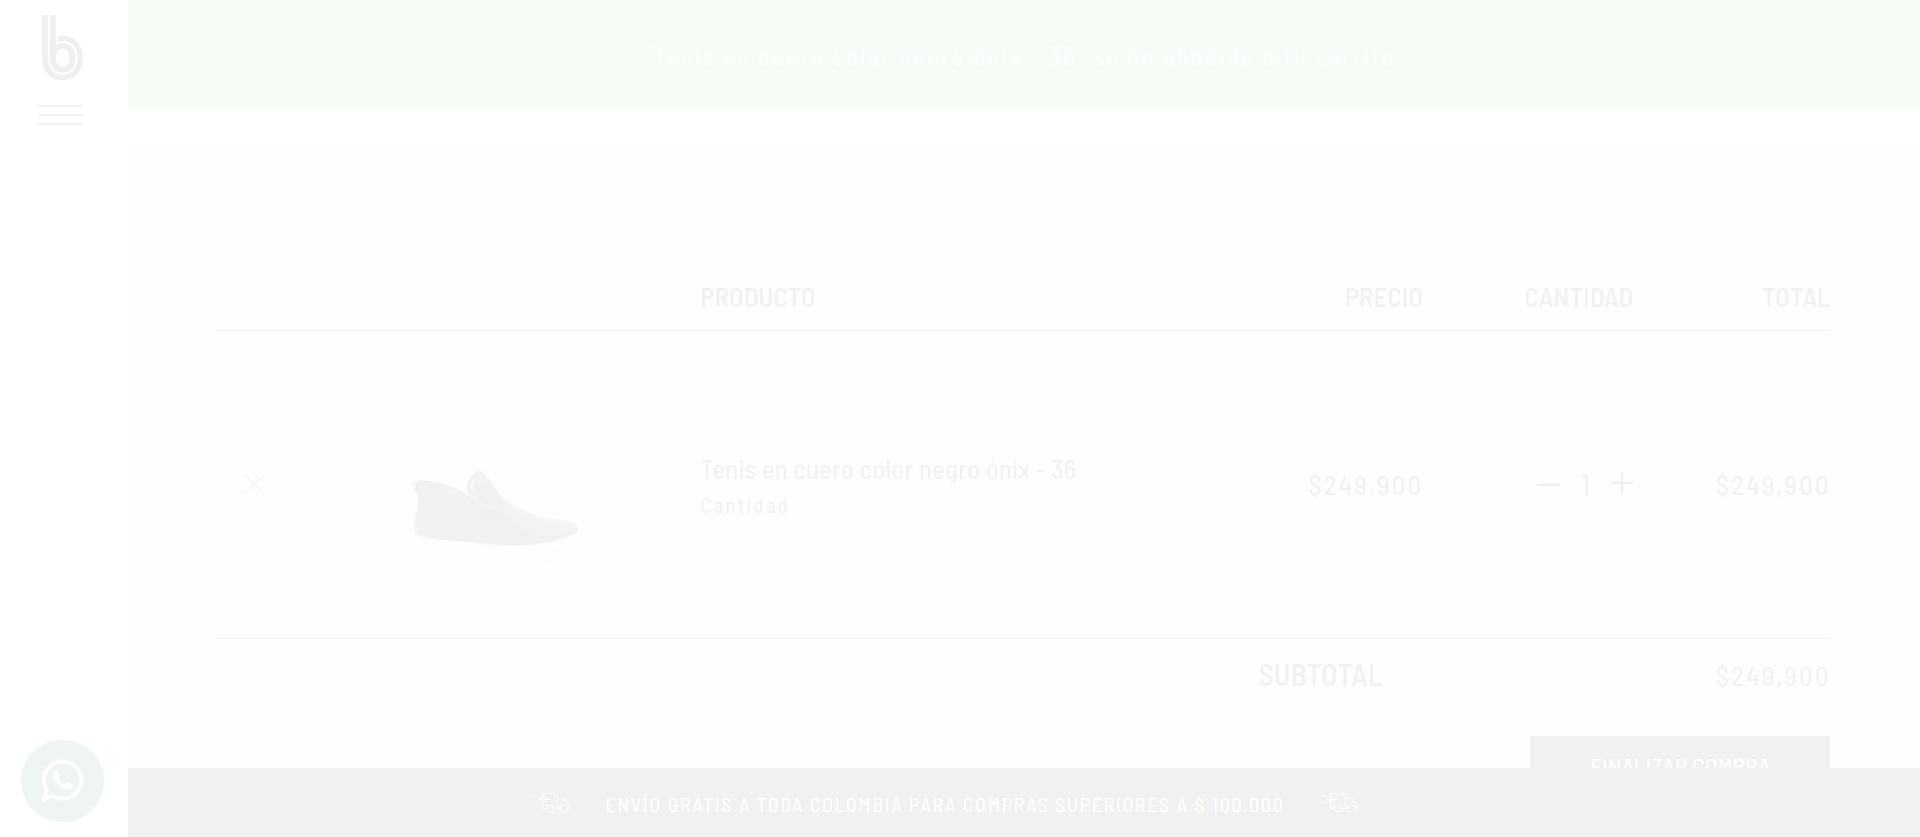 b
"Tenis en cuero color negro ónix - 36" se ha añadido a tu carrito.
PRODUCTO PRECIO CANTIDAD TOTAL
Tenis en cuero color negro ónix - 36
Cantidad
$249,900 1 $249,900
SUBTOTAL $249,900
FINALIZAR COMPRA
ENVÍO GRATIS A TODA COLOMBIA PARA COMPRAS SUPERIORES A $ 100.000